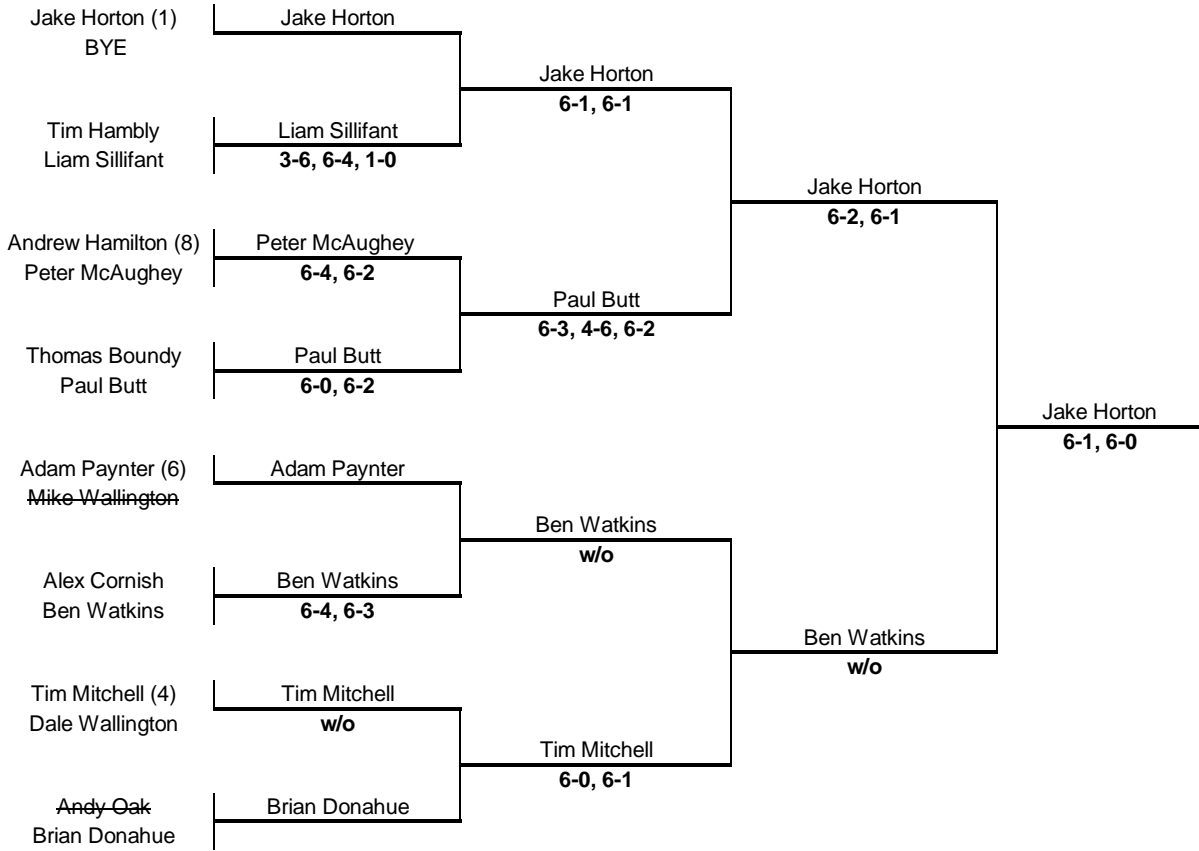 Jake Horton (1)
BYE
Jake Horton
Jake Horton
6-1, 6-1
Tim Hambly
Liam Sillifant
Liam Sillifant
3-6, 6-4, 1-0
Jake Horton
6-2, 6-1
Andrew Hamilton (8)
Peter McAughey
Peter McAughey
6-4, 6-2
Paul Butt
6-3, 4-6, 6-2
Thomas Boundy
Paul Butt
Paul Butt
6-0, 6-2
Jake Horton
6-1, 6-0
Adam Paynter (6)
Mike Wallington
Adam Paynter
Ben Watkins
w/o
Alex Cornish
Ben Watkins
Ben Watkins
6-4, 6-3
Ben Watkins
w/o
Tim Mitchell (4)
Dale Wallington
Tim Mitchell
w/o
Tim Mitchell
6-0, 6-1
Andy Oak
Brian Donahue
Brian Donahue